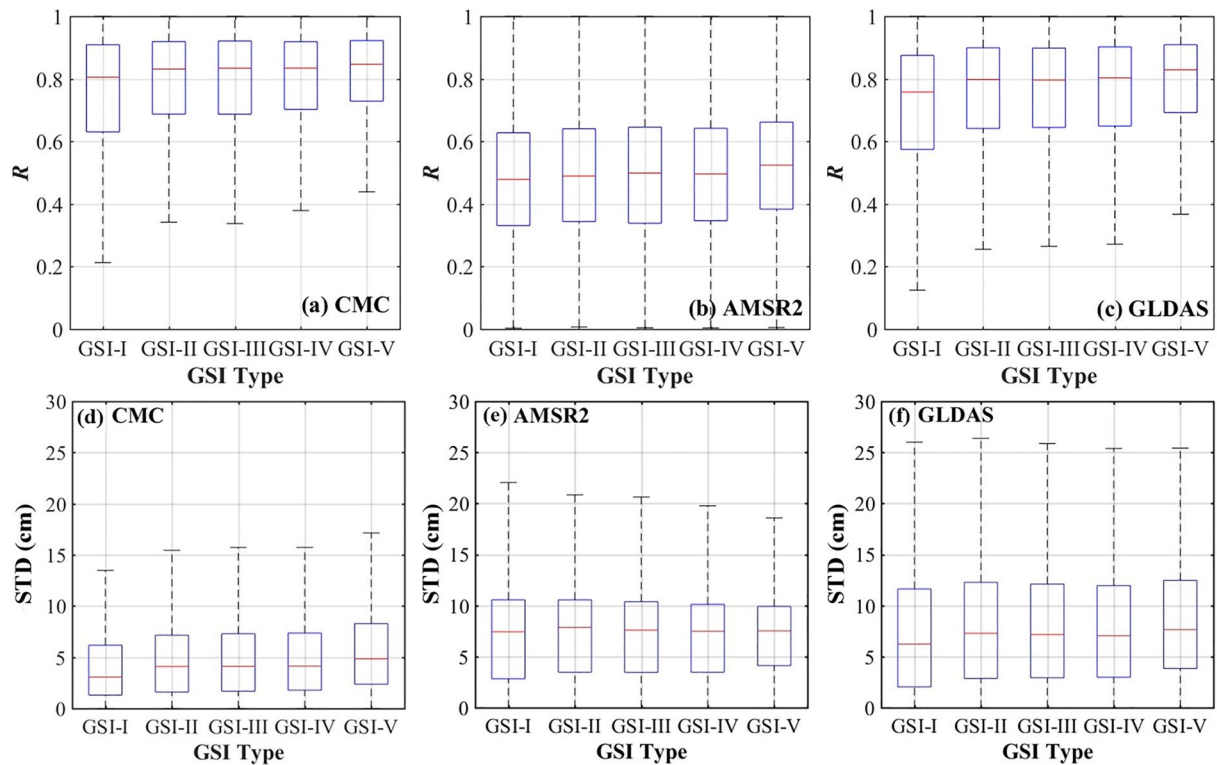 1
0.8
0.6
0.4
0.2
0
R
(a) CMC
GSI-I GSI-II GSI-III GSI-IV GSI-V
GSI Type
1
0.8
0.6
0.4
0.2
0
R
(b) AMSR2
GSI-I GSI-II GSI-III GSI-IV GSI-V
GSI Type
1
0.8
0.6
0.4
0.2
0
R
(c) GLDAS
GSI-I GSI-II GSI-III GSI-IV GSI-V
GSI Type
30
25
20
15
10
5
0
STD (cm)
(d) CMC
GSI-I GSI-II GSI-III GSI-IV GSI-V
GSI Type
30
25
20
15
10
5
0
STD (cm)
(e) AMSR2
GSI-I GSI-II GSI-III GSI-IV GSI-V
GSI Type
30
25
20
15
10
5
0
STD (cm)
(f) GLDAS
GSI-I GSI-II GSI-III GSI-IV GSI-V
GSI Type